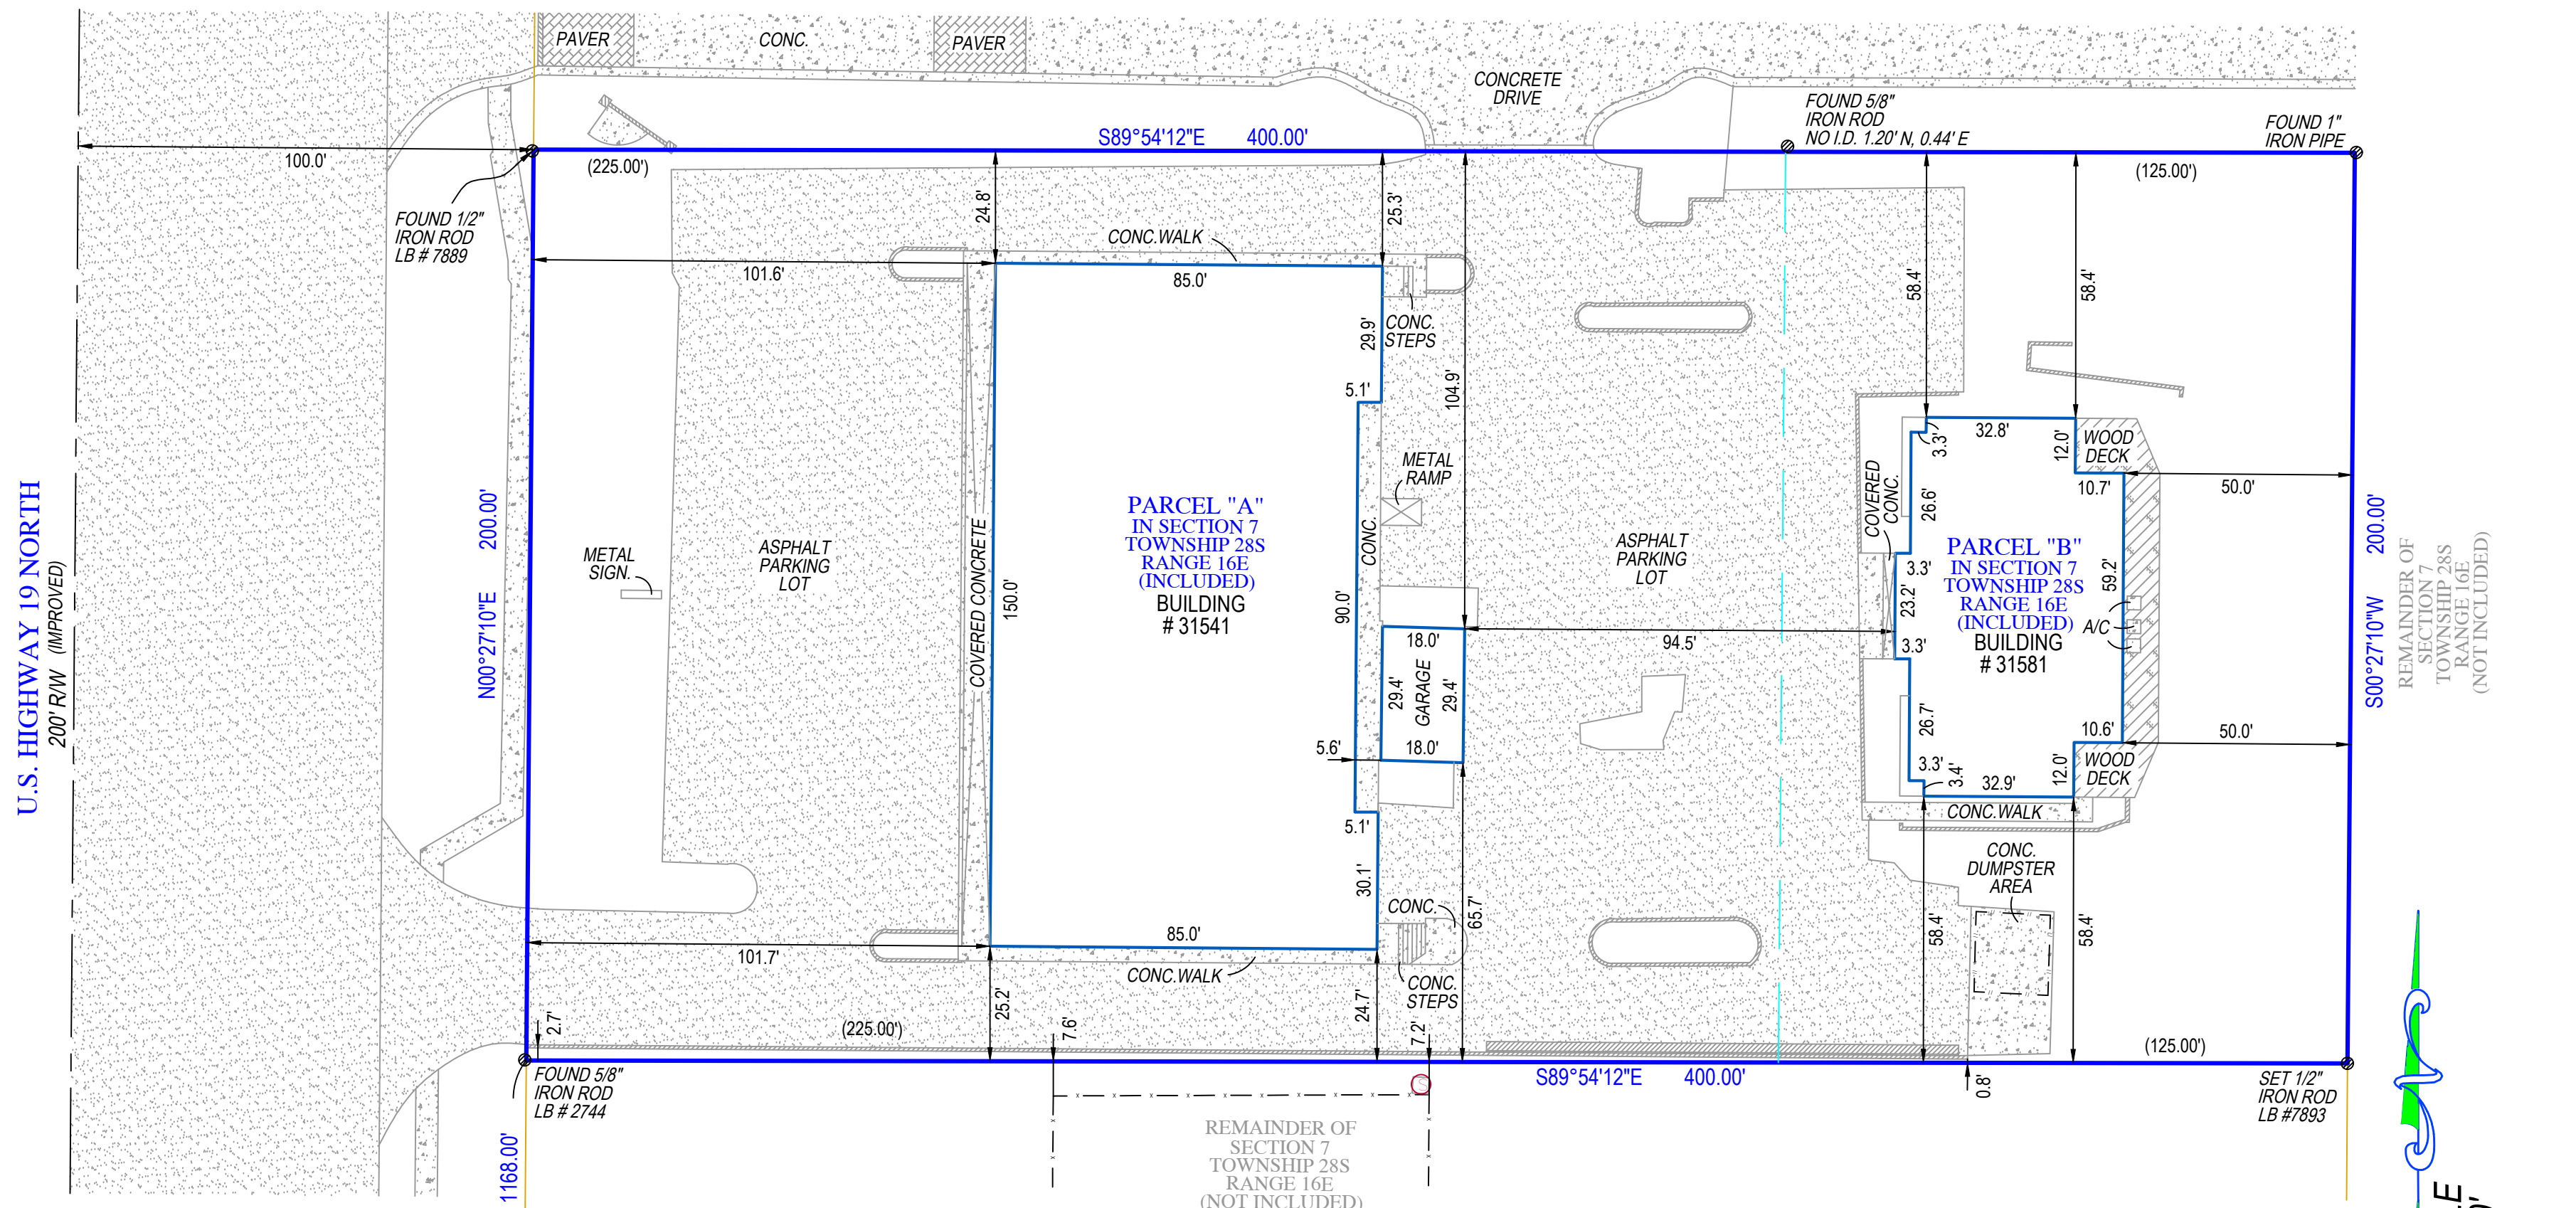 PAVER
CONC.
PAVER
CONCRETE
DRIVE
FOUND 5/8"
IRON ROD
NO I.D. 1.20' N, 0.44' E
FOUND 1"
IRON PIPE
S89°54'12"E 400.00'
100.0'
(225.00')
(125.00')
FOUND 1/2"
IRON ROD
LB # 7889
24.8'
25.3'
CONC.WALK
101.6'
85.0'
58.4'
58.4'
29.9'
CONC.
STEPS
5.1'
104.9'
3.3'
32.8'
12.0'
WOOD
DECK
METAL
RAMP
COVERED
CONC.
26.6'
10.7'
50.0'
U.S. HIGHWAY 19 NORTH
200' R/W (IMPROVED)
N00°27'10"E 200.00'
METAL
SIGN.
ASPHALT
PARKING
LOT
COVERED CONCRETE
150.0'
PARCEL "A"
IN SECTION 7
TOWNSHIP 28S
RANGE 16E
(INCLUDED)
BUILDING
# 31541
CONC.
90.0'
ASPHALT
PARKING
LOT
PARCEL "B"
IN SECTION 7
TOWNSHIP 28S
RANGE 16E
(INCLUDED)
BUILDING
# 31581
3.3'
23.2'
3.3'
59.2'
A/C
S00°27'10"W 200.00'
REMAINDER OF
SECTION 7
TOWNSHIP 28S
RANGE 16E
(NOT INCLUDED)
18.0'
29.4'
GARAGE
29.4'
18.0'
94.5'
5.6'
26.7'
10.6'
50.0'
3.3'
3.4'
32.9'
12.0'
WOOD
DECK
5.1'
CONC.WALK
30.1'
CONC.
65.7'
CONC.
DUMPSTER
AREA
85.0'
101.7'
CONC.WALK
CONC.
STEPS
58.4'
58.4'
25.2'
24.7'
2.7'
(225.00')
7.6'
7.2'
(125.00')
FOUND 5/8"
IRON ROD
LB # 2744
S89°54'12"E 400.00'
0.8'
SET 1/2"
IRON ROD
LB #7893
S
1168.00'
REMAINDER OF
SECTION 7
TOWNSHIP 28S
RANGE 16E
(NOT INCLUDED)